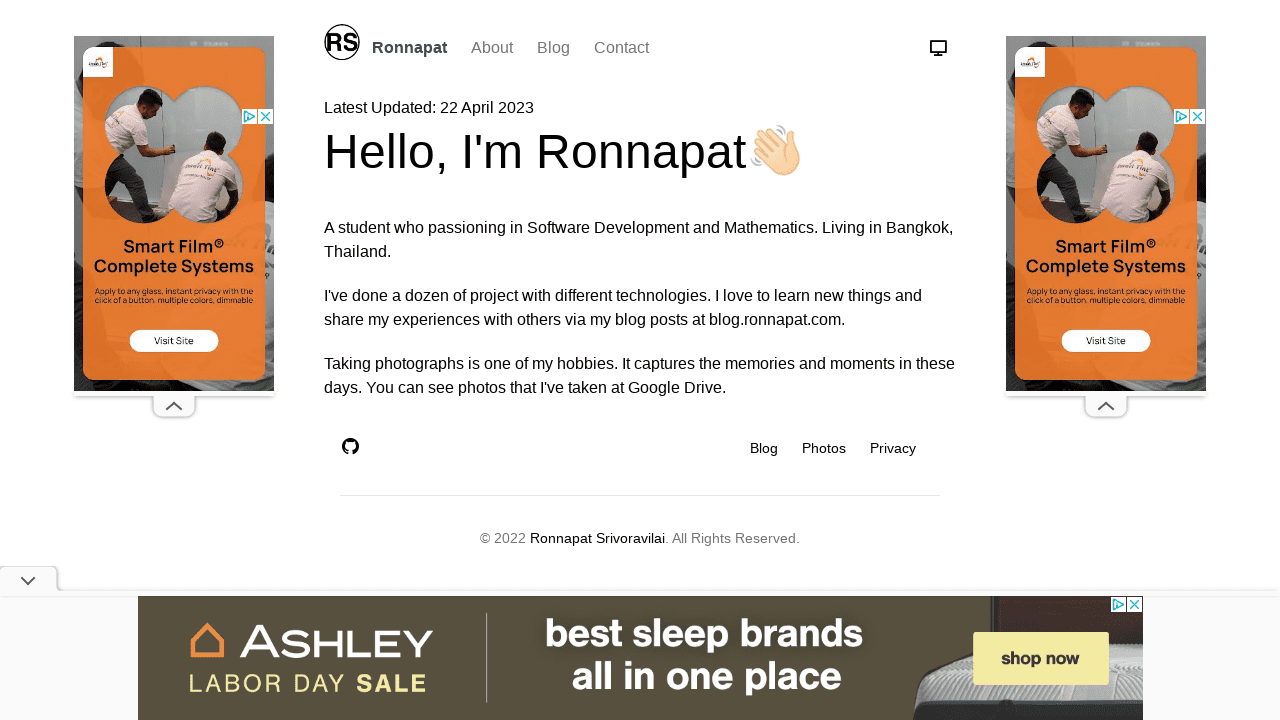 RS
Ronnapat About Blog Contact
Latest Updated: 22 April 2023
Hello, I'm Ronnapat
A student who passioning in Software Development and Mathematics. Living in Bangkok,
Thailand.
I've done a dozen of project with different technologies. I love to learn new things and
share my experiences with others via my blog posts at blog.ronnapat.com.
Taking photographs is one of my hobbies. It captures the memories and moments in these
days. You can see photos that I've taken at Google Drive.
Blog Photos Privacy
© 2022 Ronnapat Srivoravilai. All Rights Reserved.
Smart Film®
Complete Systems
Apply to any glass, instant privacy with the
click of a button, multiple colors, dimmable
Visit Site
Smart Film®
Complete Systems
Apply to any glass, instant privacy with the
click of a button, multiple colors, dimmable
Visit Site
ASHLEY
LABOR DAY SALE
best sleep brands
all in one place
shop now